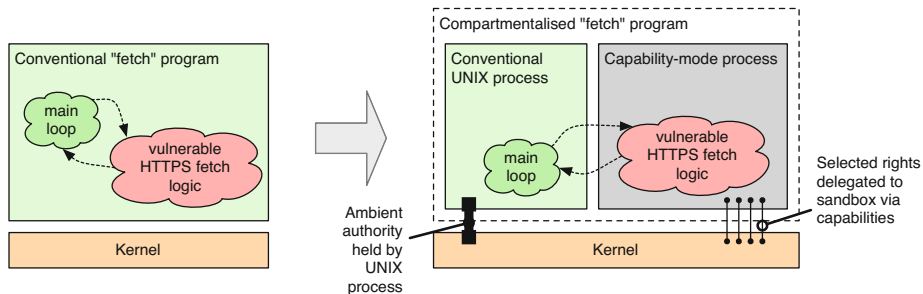 Conventional "fetch" program
main
loop
vulnerable
HTTPS fetch
logic
Kernel
Compartmentalised "fetch" program
Conventional
UNIX process
Capability-mode process
main
loop
vulnerable
HTTPS fetch
logic
Ambient
authority
held by
UNIX
process
Selected rights
delegated to
sandbox via
capabilities
Kernel